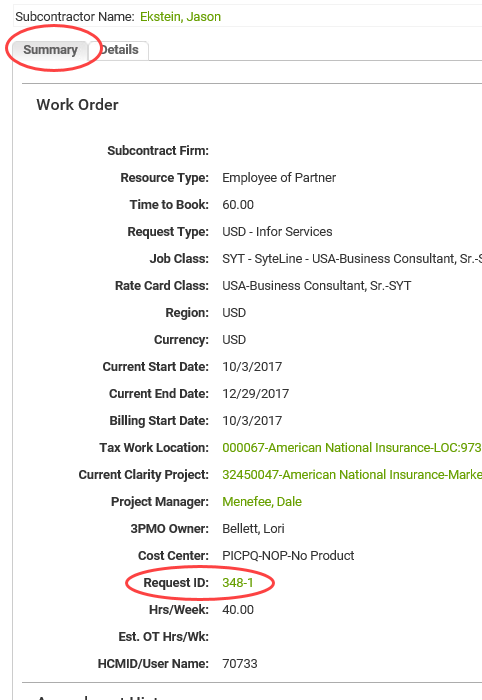 Subcontractor Name: Ekstein, Jason
Summary Details
Work Order
Subcontract Firm:
Resource Type: Employee of Partner
Time to Book: 60.00
Request Type: USD - Infor Services
Job Class: SYT - SyteLine - USA-Business Consultant, Sr.-S
Rate Card Class: USA-Business Consultant, Sr.-SYT
Region: USD
Currency: USD
Current Start Date: 10/3/2017
Current End Date: 12/29/2017
Billing Start Date: 10/3/2017
Tax Work Location: 000067-American National Insurance-LOC:973
Current Clarity Project: 32450047-American National Insurance-Marke
Project Manager: Menefee, Dale
3PMO Owner: Bellett, Lori
Cost Center: PICPQ-NOP-No Product
Request ID: 348-1
Hrs/Week: 40.00
Est. OT Hrs/Wk:
HCMID/User Name: 70733